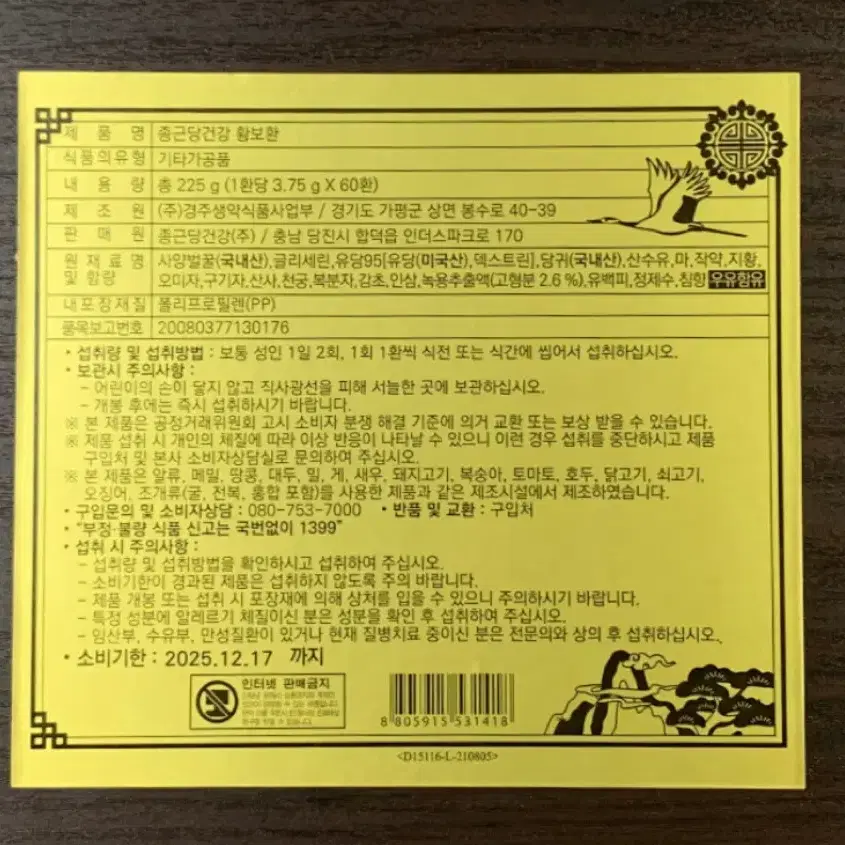 제 품 명 종근당건강 황보환
식품의유형 기타가공품
내 용 량 총 225 g (1환당 3.75 g X 60환)
제 조 원 (주)경주생약식품사업부 / 경기도 가평군 상면 봉수로 40-39
판 매 원 종근당건강(주) / 충남 당진시 합덕읍 인더스파크로 170
원 재 료 명 사양벌꿀(국내산),글리세린,유당95[유당(미국산),덱스트린],당귀(국내산),산수유,마,작약,지황,
및 함량 오미자,구기자,산사,천궁,복분자,감초,인삼,녹용추출액(고형분 2.6 %),유백피,정제수,침향 우유함유
내포장재질 폴리프로필렌(PP)
품목보고번호 20080377130176
• 섭취량 및 섭취방법 : 보통 성인 1일 2회, 1회 1환씩 식전 또는 식간에 씹어서 섭취하십시오.
• 보관시 주의사항 :
– 어린이의 손이 닿지 않고 직사광선을 피해 서늘한 곳에 보관하십시오.
– 개봉 후에는 즉시 섭취하시기 바랍니다.
※ 본 제품은 공정거래위원회 고시 소비자 분쟁 해결 기준에 의거 교환 또는 보상 받을 수 있습니다.
※ 제품 섭취 시 개인의 체질에 따라 이상 반응이 나타날 수 있으니 이런 경우 섭취를 중단하시고 제품
구입처 및 본사 소비자상담실로 문의하여 주십시오.
※ 본 제품은 알류, 메밀, 땅콩, 대두, 밀, 게, 새우, 돼지고기, 복숭아, 토마토, 호두, 닭고기, 쇠고기,
오징어, 조개류(굴, 전복, 홍합 포함)를 사용한 제품과 같은 제조시설에서 제조하였습니다.
• 구입문의 및 소비자상담 : 080-753-7000 • 반품 및 교환 : 구입처
• "부정·불량 식품 신고는 국번없이 1399"
• 섭취 시 주의사항 :
– 섭취량 및 섭취방법을 확인하시고 섭취하여 주십시오.
– 소비기한이 경과된 제품은 섭취하지 않도록 주의 바랍니다.
– 제품 개봉 또는 섭취 시 포장재에 의해 상처를 입을 수 있으니 주의하시기 바랍니다.
– 특정 성분에 알레르기 체질이신 분은 성분을 확인 후 섭취하여 주십시오.
– 임산부, 수유부, 만성질환이 있거나 현재 질병치료 중이신 분은 전문의와 상의 후 섭취하십시오.
• 소비기한 : 2025.12.17 까지
인터넷 판매금지
8 805915 531418
<D15116-L-210805>